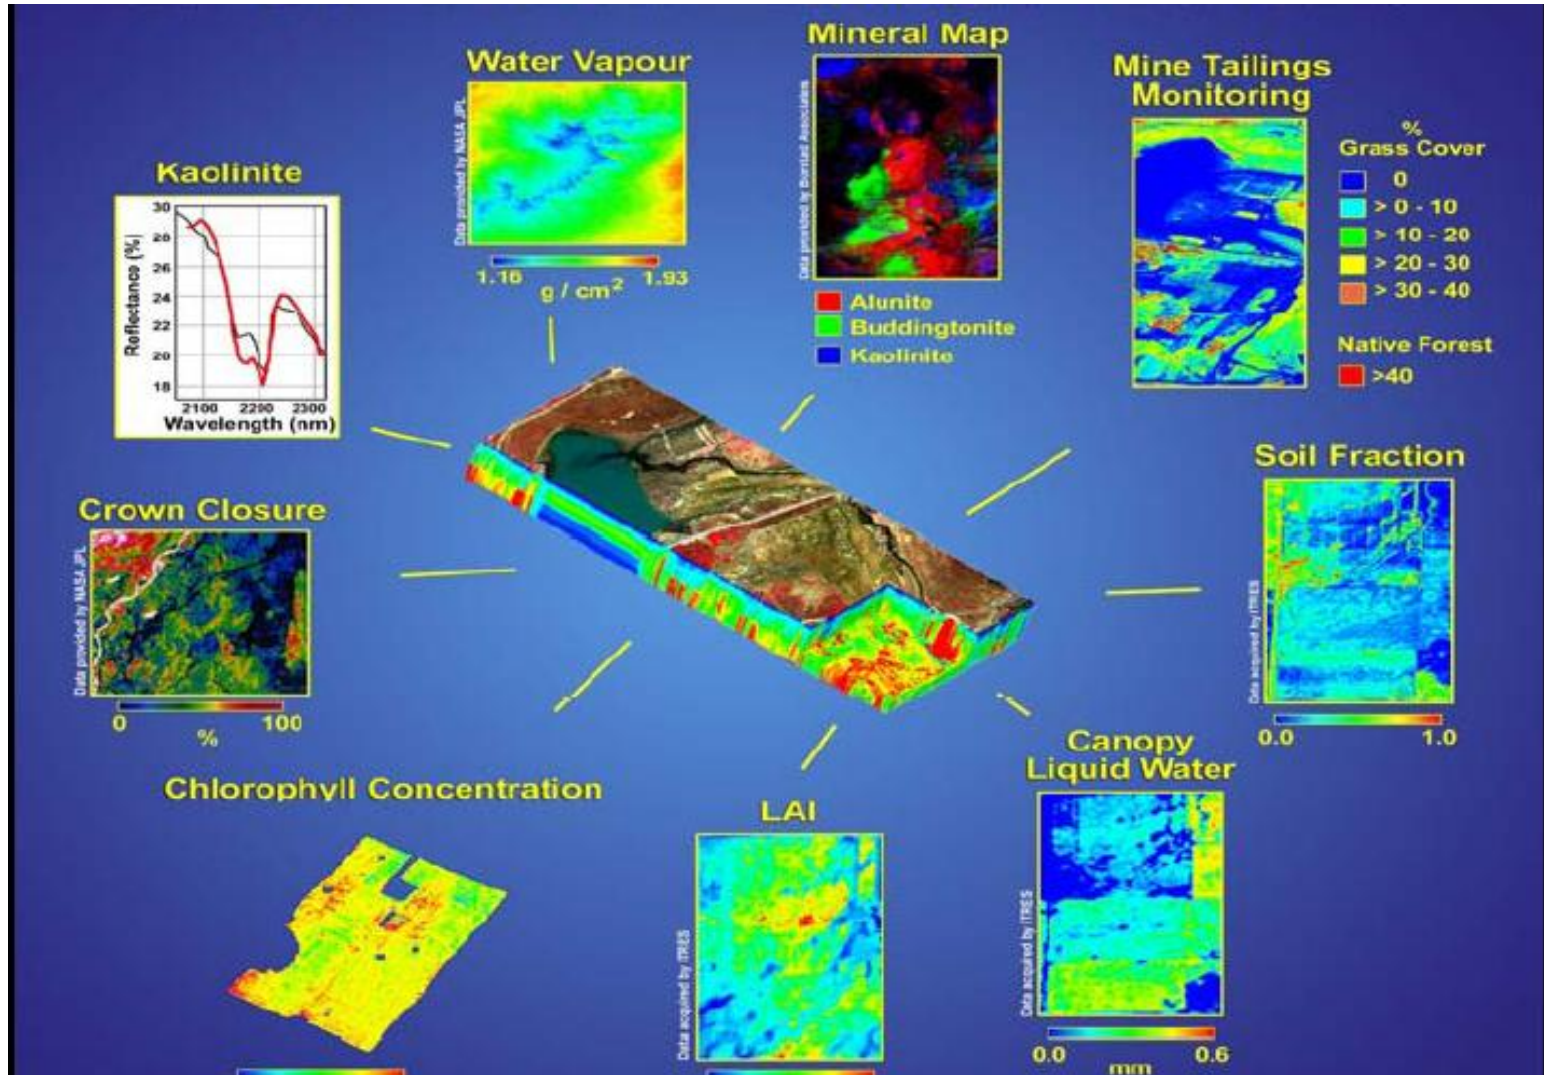 Mineral Map
Water Vapour
Mine Tailings
Monitoring
Data provided by NASA JPL
1.16
1.93
g / cm²
Data provided by Borstad Associates
Alunite
Buddingtonite
Kaolinite
%
Grass Cover
0
> 0 - 10
> 10 - 20
> 20 - 30
> 30 - 40
Native Forest
>40
Kaolinite
Reflectance (%)
30
28
26
24
22
20
18
2100
2200
2300
Wavelength (nm)
Soil Fraction
Data acquired by ITRES
0.0
1.0
Crown Closure
Data provided by NASA JPL
0
100
%
Canopy
Liquid Water
Data acquired by ITRES
0.0
0.6
mm
Chlorophyll Concentration
LAI
Data acquired by ITRES